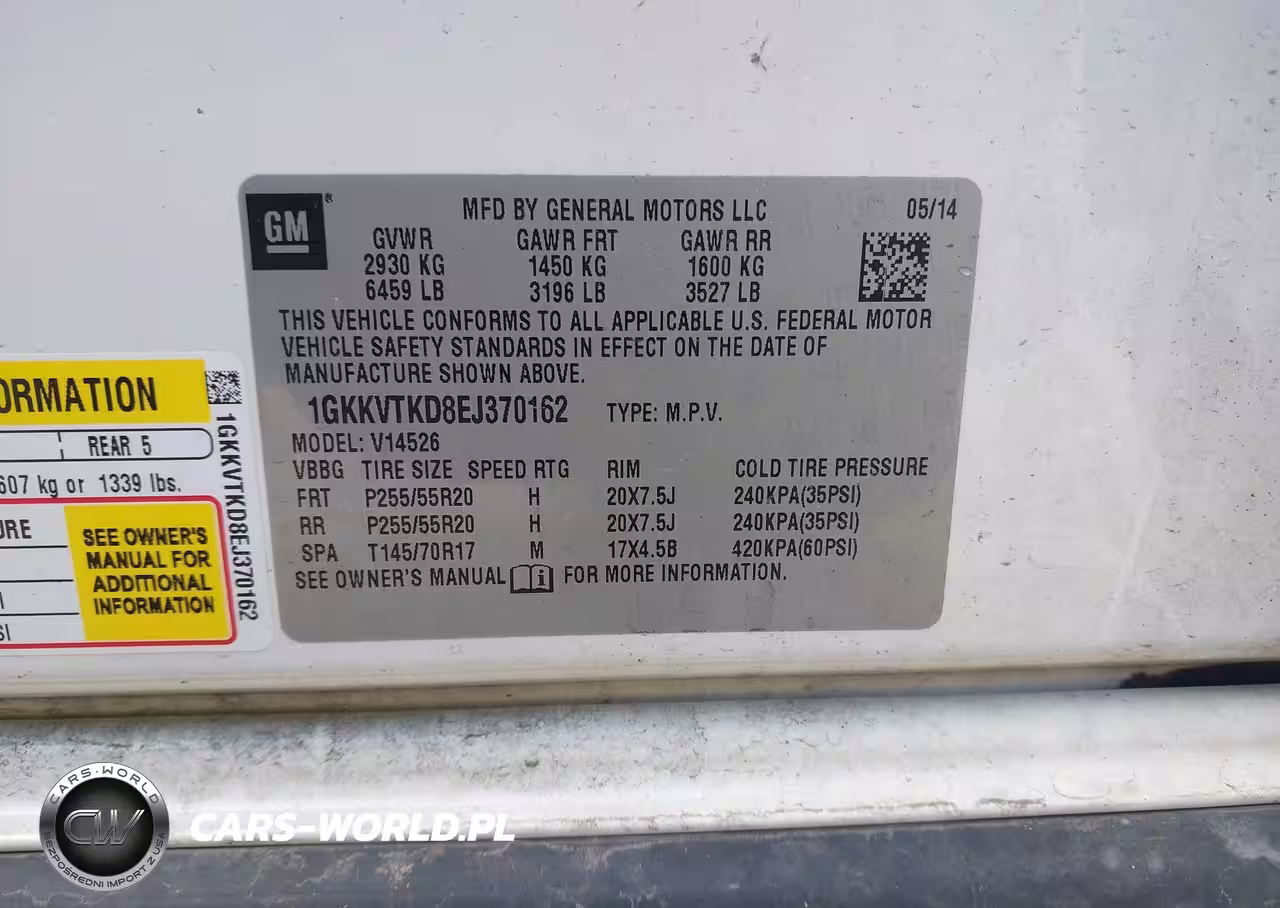 GM ®
MFD BY GENERAL MOTORS LLC 05/14
GVWR GAWR FRT GAWR RR
2930 KG 1450 KG 1600 KG
6459 LB 3196 LB 3527 LB
THIS VEHICLE CONFORMS TO ALL APPLICABLE U.S. FEDERAL MOTOR
VEHICLE SAFETY STANDARDS IN EFFECT ON THE DATE OF
MANUFACTURE SHOWN ABOVE.
1GKKVTKD8EJ370162 TYPE: M.P.V.
MODEL: V14526
VBBG TIRE SIZE SPEED RTG RIM COLD TIRE PRESSURE
FRT P255/55R20 H 20X7.5J 240KPA(35PSI)
RR P255/55R20 H 20X7.5J 240KPA(35PSI)
SPA T145/70R17 M 17X4.5B 420KPA(60PSI)
SEE OWNER'S MANUAL i FOR MORE INFORMATION.
ORMATION
REAR 5
607 kg or 1339 lbs.
URE
SI
SEE OWNER'S
MANUAL FOR
ADDITIONAL
INFORMATION
1GKKVTKD8EJ370162
CARS-WORLD
CW
BEZPOŚREDNI IMPORT Z USA
CARS-WORLD.PL